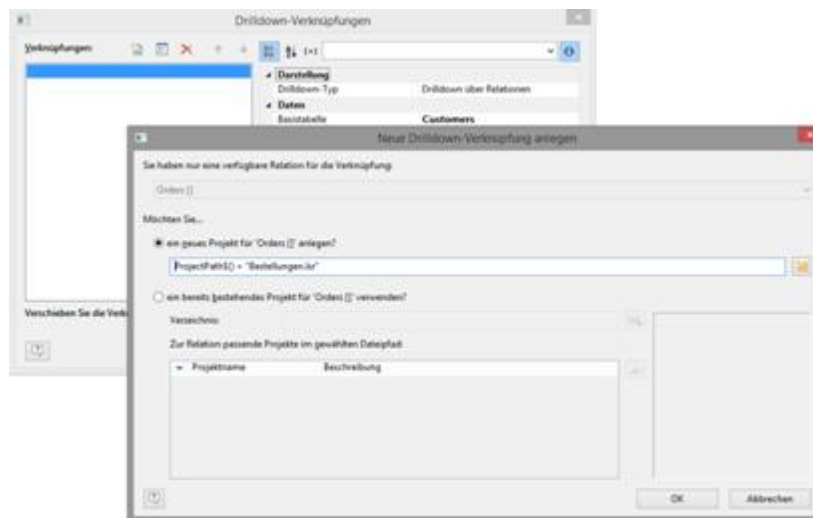 Drilldown-Verknüpfungen
Verknüpfungen:
Darstellung
Drilldown-Typ Drilldown über Relationen
Daten
Basistabelle Customers
Neue Drilldown-Verknüpfung anlegen
Sie haben nur eine verfügbare Relation für die Verknüpfung:
Orders []
Möchten Sie...
ein neues Projekt für 'Orders []' anlegen?
ProjectPath$() + "Bestellungen.lsr"
ein bereits bestehendes Projekt für 'Orders []' verwenden?
Verschieben Sie die
Verzeichnis:
Zur Relation passende Projekte im gewählten Dateipfad:
Projektname Beschreibung
OK Abbrechen